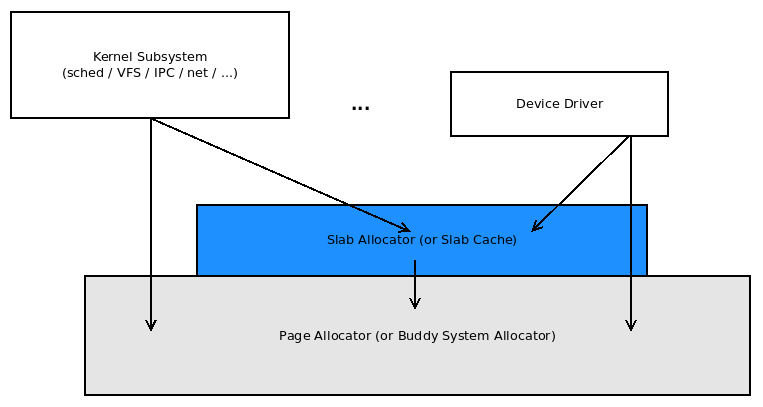 Kernel Subsystem
(sched / VFS / IPC / net / ...)
...
Device Driver
Slab Allocator (or Slab Cache)
Page Allocator (or Buddy System Allocator)